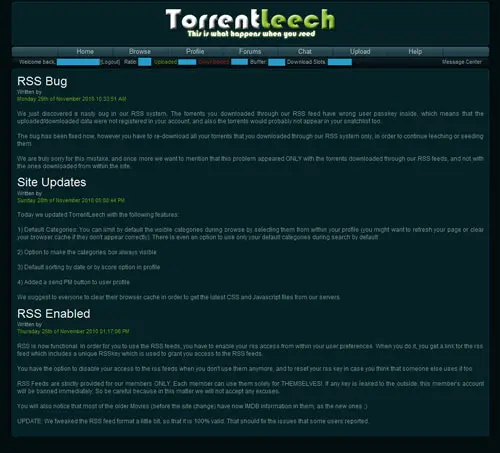 TorrentLeech
This is what happens when you seed
Home Browse Profile Forums Chat Upload Help
Welcome back, [Logout] Ratio: Uploaded: Downloaded: Buffer: Download Slots: Message Center
RSS Bug
Written by
Monday 29th of November 2010 10:33:51 AM
We just discovered a nasty bug in our RSS system. The torrents you downloaded through our RSS feed have wrong user passkey inside, which means that the
uploaded/downloaded data were not registered in your account, and also the torrents would probably not appear in your snatchlist too.
The bug has been fixed now, however you have to re-download all your torrents that you downloaded through our RSS system only, in order to continue leeching or seeding
them.
We are truly sorry for this mistake, and once more we want to mention that this problem appeared ONLY with the torrents downloaded through our RSS feeds, and not with
the ones downloaded from within the site.
Site Updates
Written by
Sunday 28th of November 2010 05:00:44 PM
Today we updated TorrentLeech with the following features:
1) Default Categories: You can limit by default the visible categories during browse by selecting them from within your profile (you might want to refresh your page or clear
your browser cache if they don't appear correctly). There is even an option to use only your default categories during search by default
2) Option to make the categories box always visible
3) Default sorting by date or by score option in profile
4) Added a send PM button to user profile
We suggest to everyone to clear their browser cache in order to get the latest CSS and Javascript files from our servers.
RSS Enabled
Written by
Thursday 25th of November 2010 01:17:06 PM
RSS is now functional. In order for you to use the RSS feeds, you have to enable your rss access from within your user preferences. When you do it, you get a link for the rss
feed which includes a unique RSSkey which is used to grant you access to the RSS feeds.
You have the option to disable your access to the rss feeds when you don't use them anymore, and to reset your rss key in case you think that someone else uses it too.
RSS Feeds are strictly provided for our members ONLY. Each member can use them solely for THEMSELVES! If any key is leaked to the outside, this member's account
will be banned immediately. So be careful because in this matter we will not accept any excuses.
You will also notice that most of the older Movies (before the site change) have now IMDB information in them, as the new ones ;)
UPDATE: We tweaked the RSS feed format a little bit, so that it is 100% valid. That should fix the issues that some users reported.